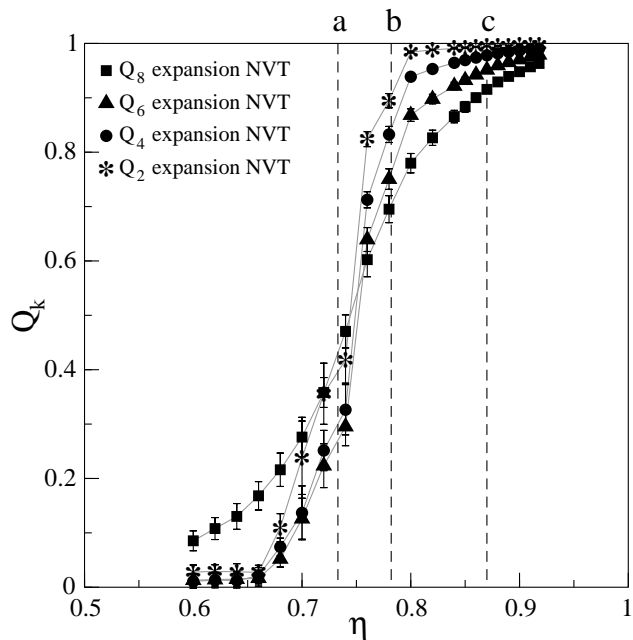 a b c
1
Q8 expansion NVT
Q6 expansion NVT
Q4 expansion NVT
Q2 expansion NVT
0.8
0.6
Qk
0.4
0.2
0
0.5 0.6 0.7 0.8 0.9 1
η